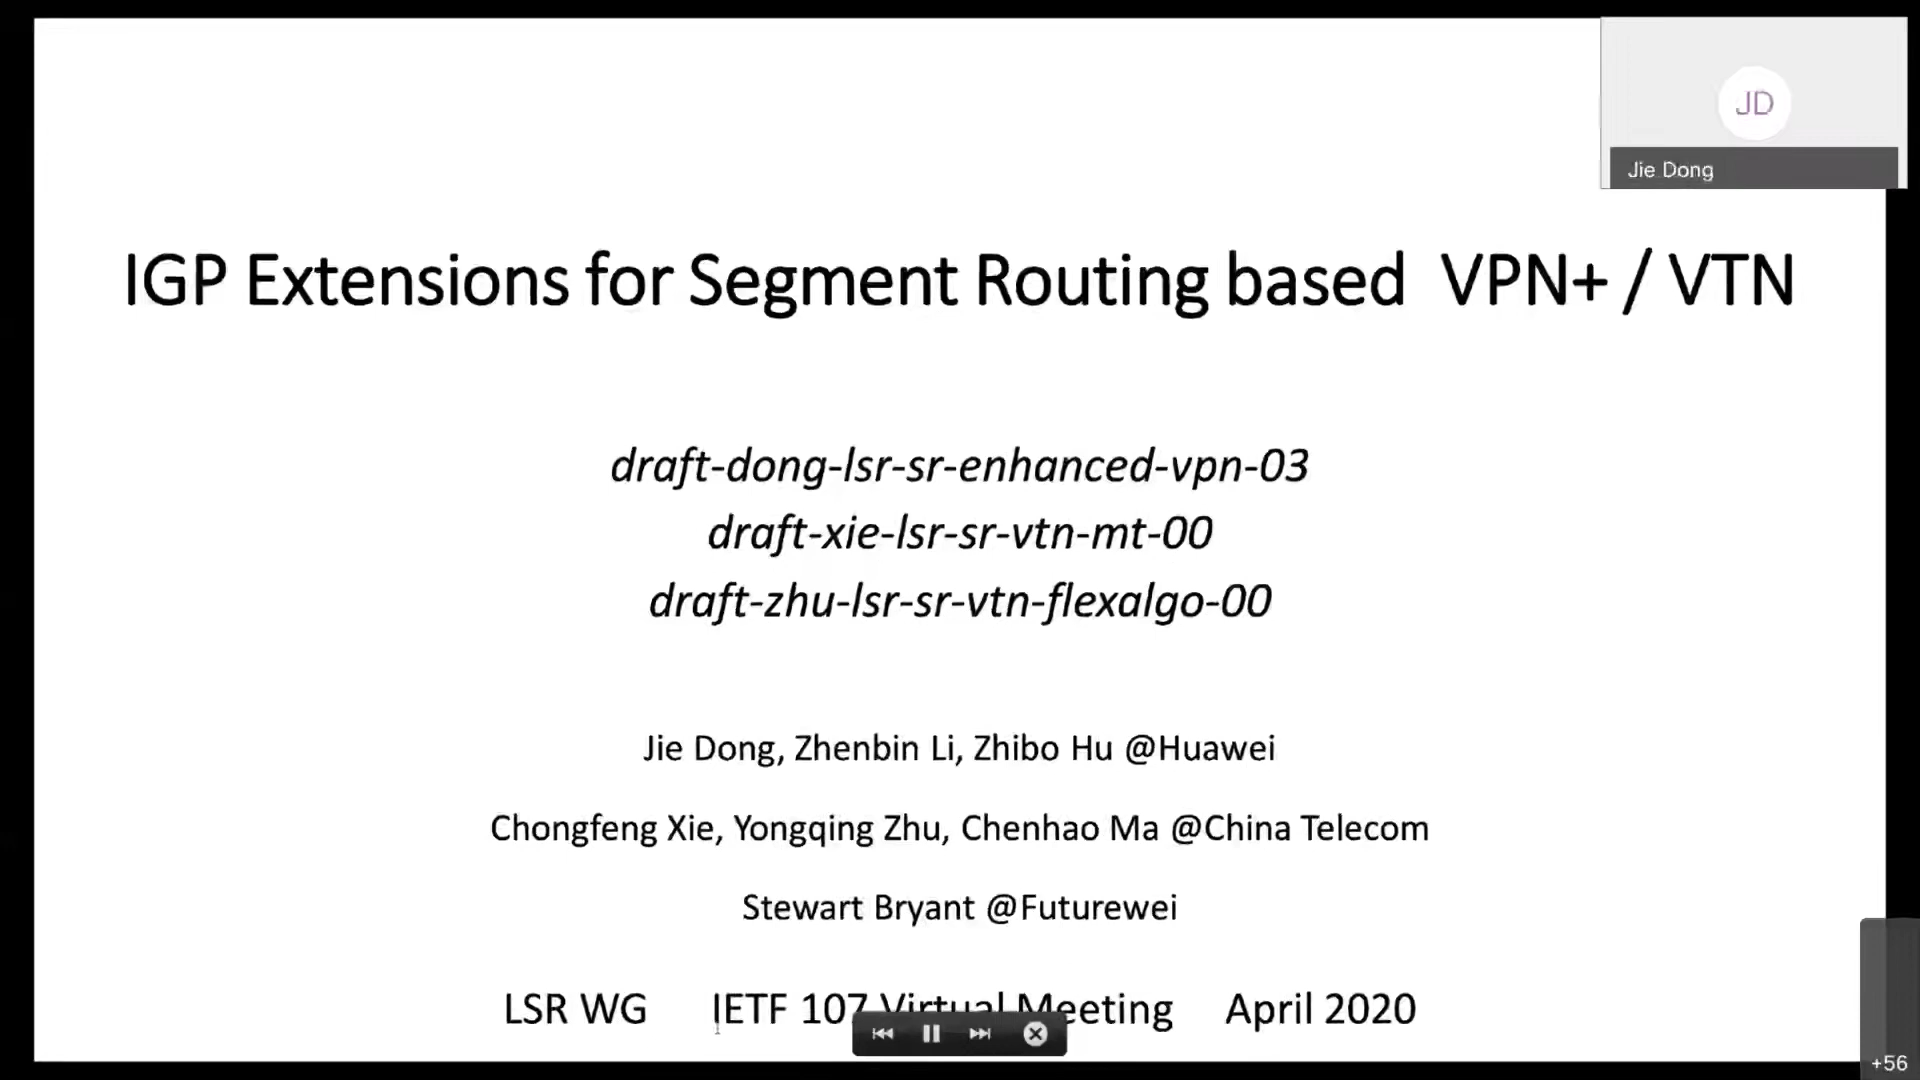 JD
Jie Dong
IGP Extensions for Segment Routing based VPN+ / VTN
draft-dong-lsr-sr-enhanced-vpn-03
draft-xie-lsr-sr-vtn-mt-00
draft-zhu-lsr-sr-vtn-flexalgo-00
Jie Dong, Zhenbin Li, Zhibo Hu @Huawei
Chongfeng Xie, Yongqing Zhu, Chenhao Ma @China Telecom
Stewart Bryant @Futurewei
LSR WG IETF 107 Virtual Meeting April 2020
+56